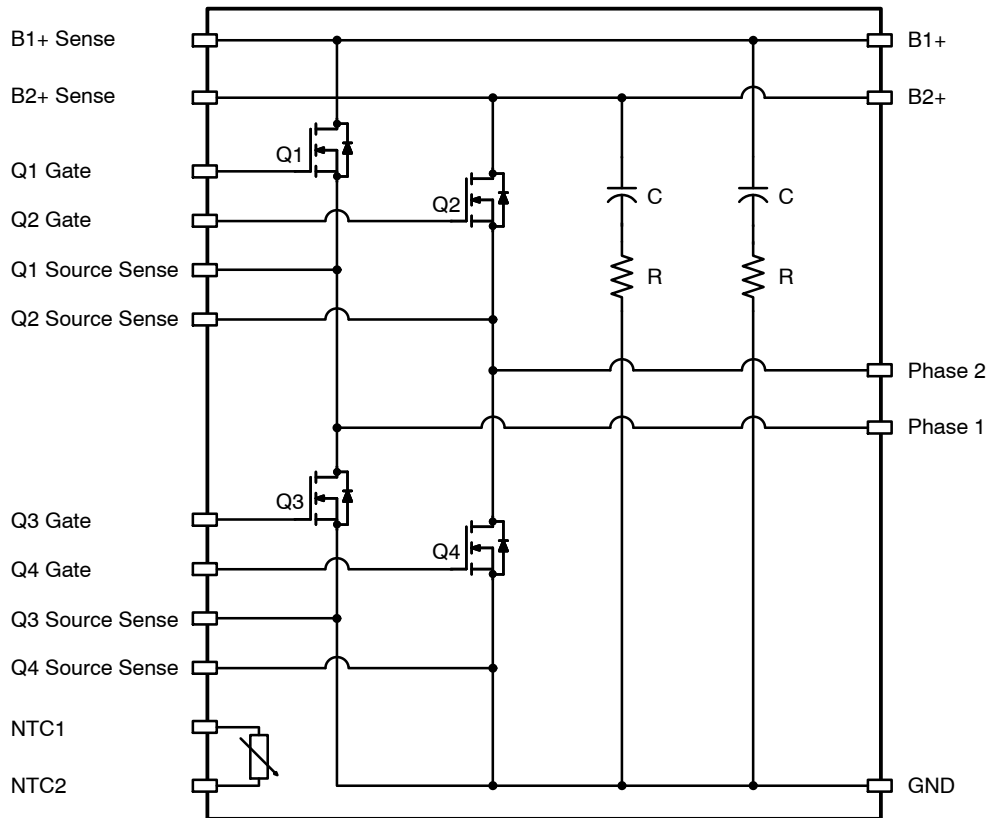 B1+ Sense
B1+
B2+ Sense
B2+
Q1
Q1 Gate
Q2
C
C
Q2 Gate
Q1 Source Sense
R
R
Q2 Source Sense
Phase 2
Phase 1
Q3
Q3 Gate
Q4
Q4 Gate
Q3 Source Sense
Q4 Source Sense
NTC1
NTC2
GND